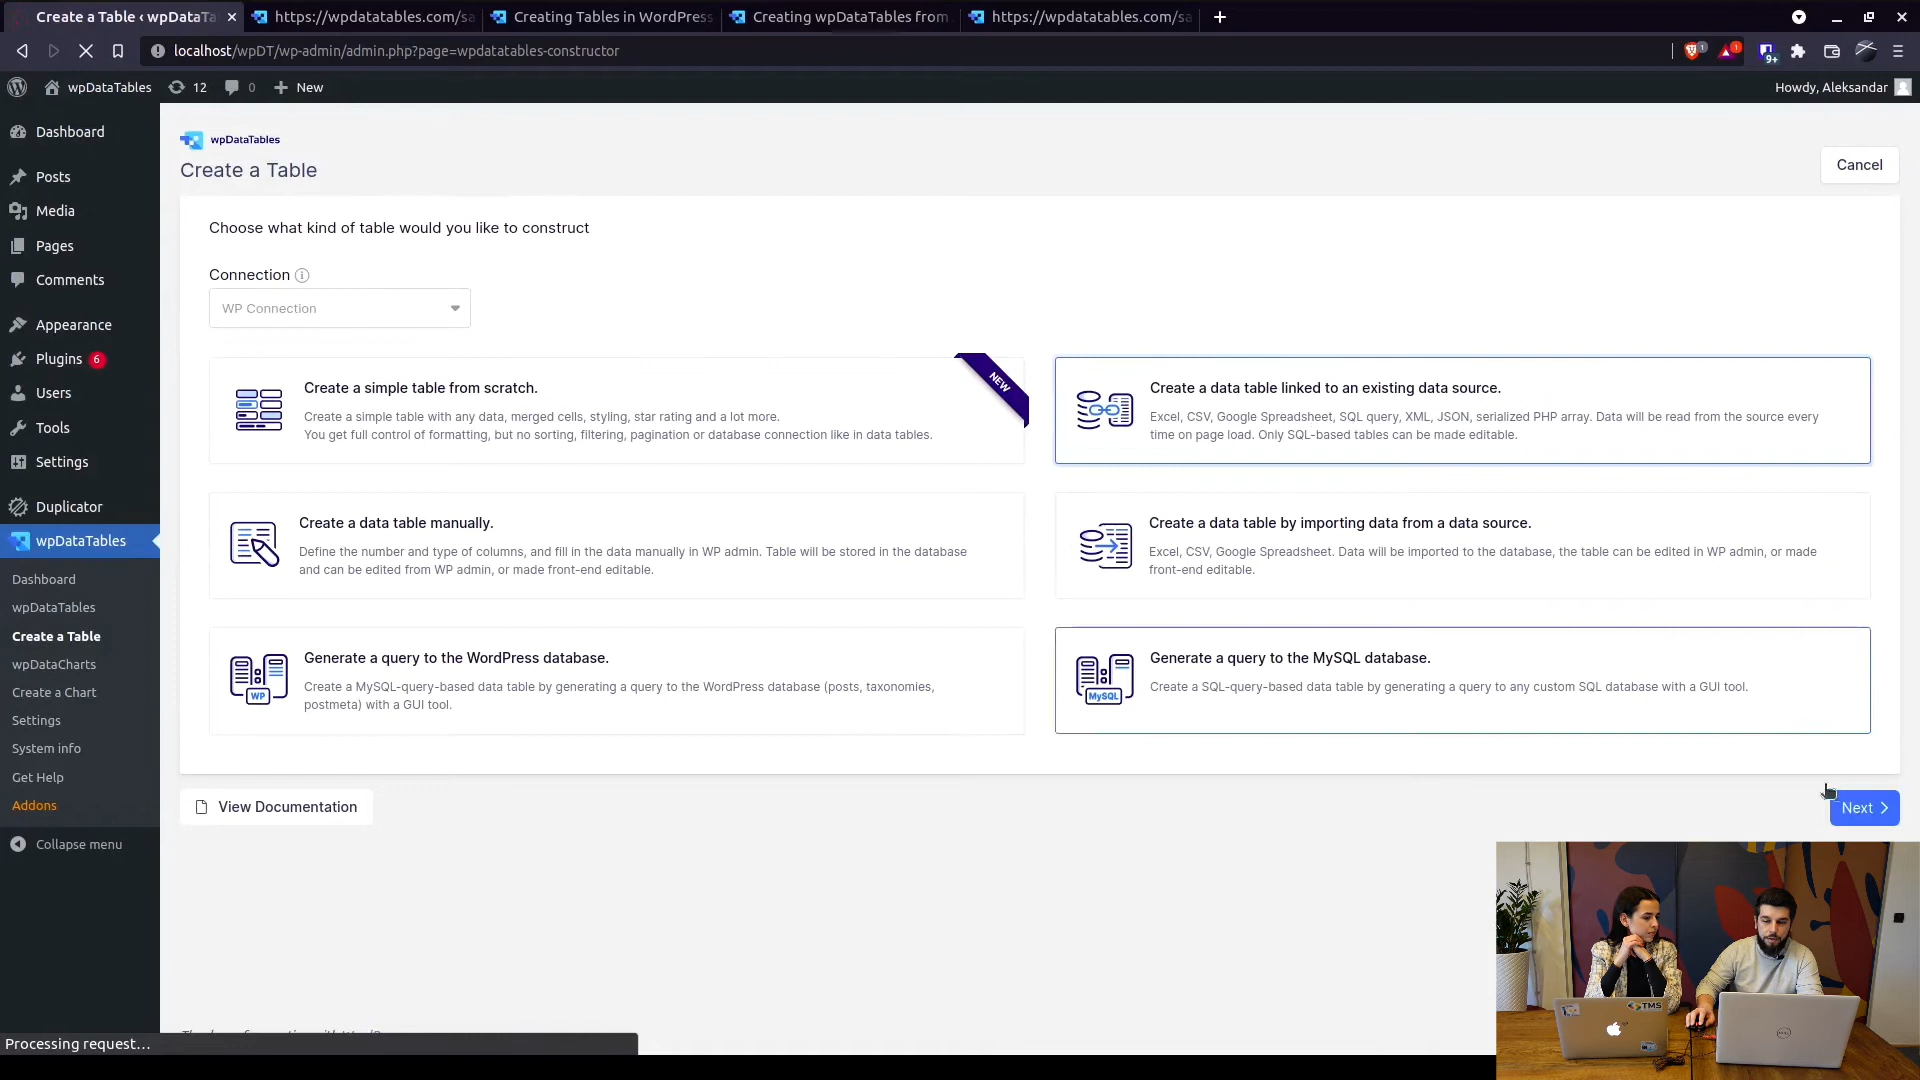 Create a Table ‹ wpDataTa
https://wpdatatables.com/sa
Creating Tables in WordPress
Creating wpDataTables from
https://wpdatatables.com/sa
localhost/wpDT/wp-admin/admin.php?page=wpdatatables-constructor
1
1
9+
wpDataTables
12
0
New
Howdy, Aleksandar
Dashboard
Posts
Media
Pages
Comments
Appearance
Plugins 6
Users
Tools
Settings
Duplicator
wpDataTables
Dashboard
wpDataTables
Create a Table
wpDataCharts
Create a Chart
Settings
System info
Get Help
Addons
Collapse menu
wpDataTables
Create a Table
Cancel
Choose what kind of table would you like to construct
Connection
WP Connection
Create a simple table from scratch.
Create a simple table with any data, merged cells, styling, star rating and a lot more.
You get full control of formatting, but no sorting, filtering, pagination or database connection like in data tables.
NEW
Create a data table linked to an existing data source.
Excel, CSV, Google Spreadsheet, SQL query, XML, JSON, serialized PHP array. Data will be read from the source every
time on page load. Only SQL-based tables can be made editable.
Create a data table manually.
Define the number and type of columns, and fill in the data manually in WP admin. Table will be stored in the database
and can be edited from WP admin, or made front-end editable.
Create a data table by importing data from a data source.
Excel, CSV, Google Spreadsheet. Data will be imported to the database, the table can be edited in WP admin, or made
front-end editable.
WP
Generate a query to the WordPress database.
Create a MySQL-query-based data table by generating a query to the WordPress database (posts, taxonomies,
postmeta) with a GUI tool.
MySQL
Generate a query to the MySQL database.
Create a SQL-query-based data table by generating a query to any custom SQL database with a GUI tool.
View Documentation
Next
Processing request…
TMS
DELL